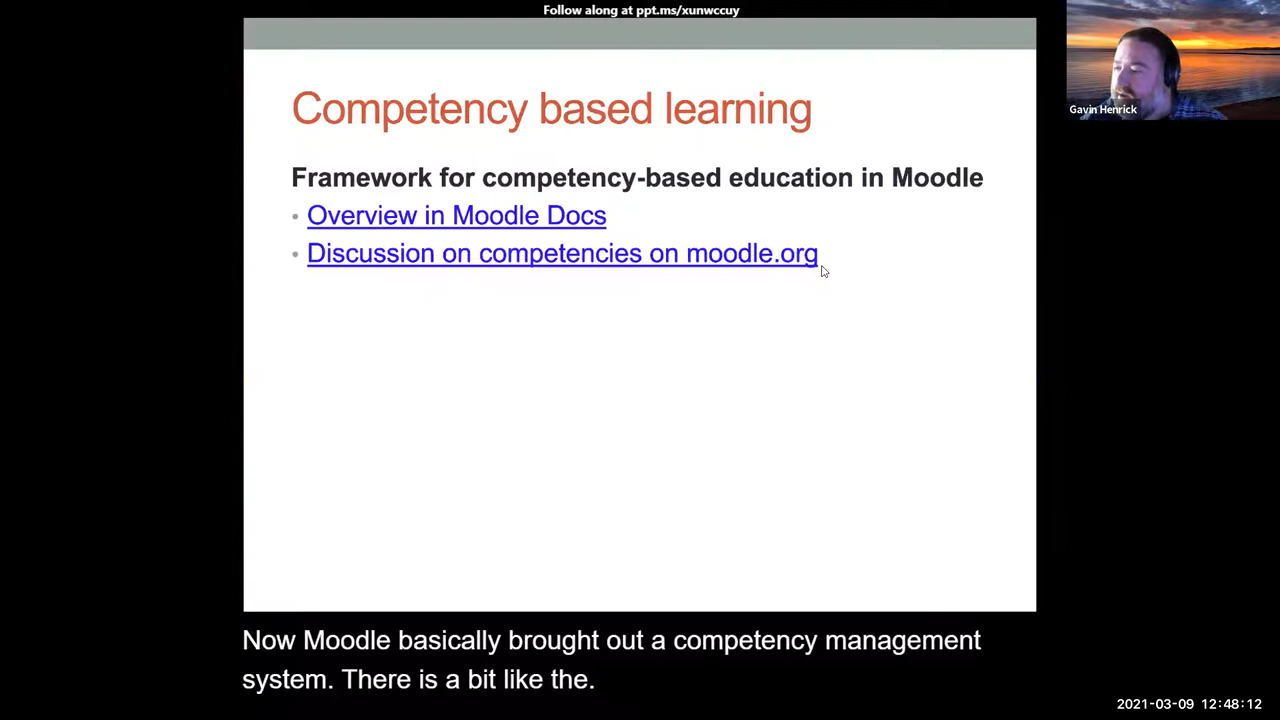 Follow along at ppt.ms/xunwccuy
Gavin Henrick
Competency based learning
Framework for competency-based education in Moodle
• Overview in Moodle Docs
• Discussion on competencies on moodle.org
Now Moodle basically brought out a competency management
system. There is a bit like the.
2021-03-09 12:48:12